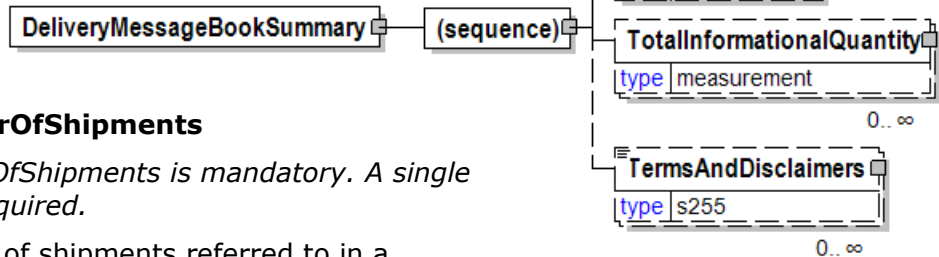 DeliveryMessageBookSummary
(sequence)
TotalInformationalQuantity
type measurement
0.. ∞
TermsAndDisclaimers
type s255
0.. ∞
rOfShipments
OfShipments is mandatory. A single
quired.
of shipments referred to in a